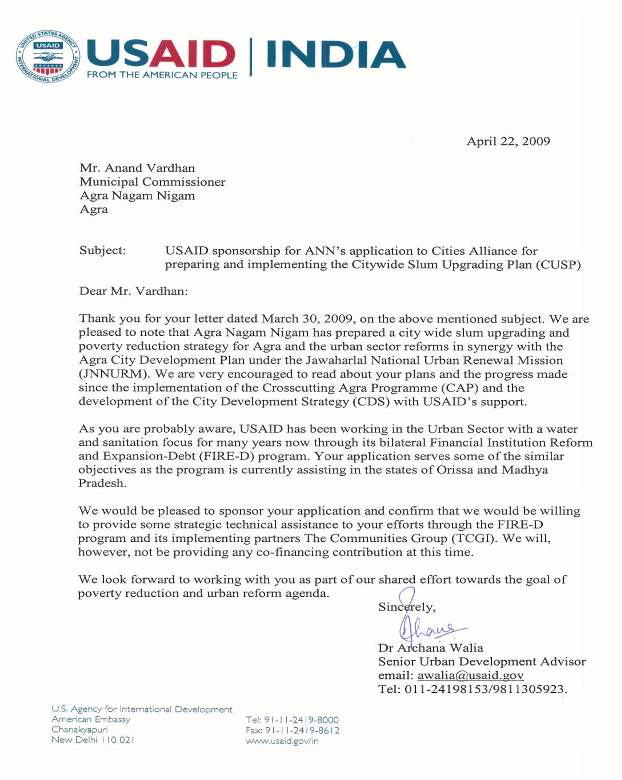 UNITED STATES AGENCY
USAID
INTERNATIONAL DEVELOPMENT
USAID | INDIA
FROM THE AMERICAN PEOPLE
April 22, 2009
Mr. Anand Vardhan
Municipal Commissioner
Agra Nagam Nigam
Agra
Subject: USAID sponsorship for ANN's application to Cities Alliance for
preparing and implementing the Citywide Slum Upgrading Plan (CUSP)
Dear Mr. Vardhan:
Thank you for your letter dated March 30, 2009, on the above mentioned subject. We are
pleased to note that Agra Nagam Nigam has prepared a city wide slum upgrading and
poverty reduction strategy for Agra and the urban sector reforms in synergy with the
Agra City Development Plan under the Jawaharlal National Urban Renewal Mission
(JNNURM). We are very encouraged to read about your plans and the progress made
since the implementation of the Crosscutting Agra Programme (CAP) and the
development of the City Development Strategy (CDS) with USAID's support.
As you are probably aware, USAID has been working in the Urban Sector with a water
and sanitation focus for many years now through its bilateral Financial Institution Reform
and Expansion-Debt (FIRE-D) program. Your application serves some of the similar
objectives as the program is currently assisting in the states of Orissa and Madhya
Pradesh.
We would be pleased to sponsor your application and confirm that we would be willing
to provide some strategic technical assistance to your efforts through the FIRE-D
program and its implementing partners The Communities Group (TCGI). We will,
however, not be providing any co-financing contribution at this time.
We look forward to working with you as part of our shared effort towards the goal of
poverty reduction and urban reform agenda.
Sincerely,
Dr Archana Walia
Senior Urban Development Advisor
email: awalia@usaid.gov
Tel: 011-24198153/9811305923.
U.S. Agency for International Development
American Embassy
Chanakyapuri
New Delhi 110 021
Tel: 91-11-2419-8000
Fax: 91-11-2419-8612
www.usaid.gov/in